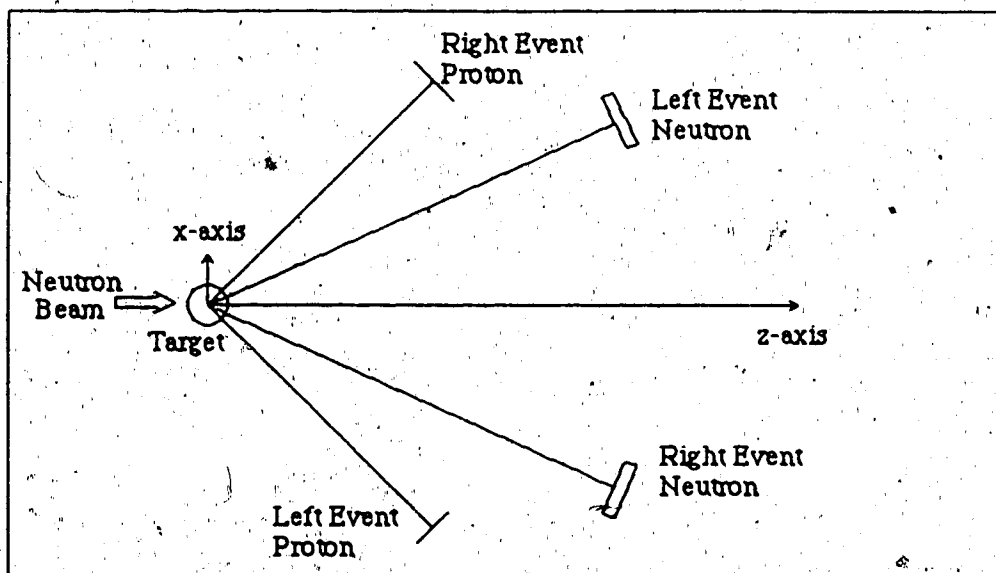 Right Event
Proton
Left Event
Neutron
x-axis
Neutron
Beam
Target
z-axis
Right Event
Neutron
Left Event
Proton